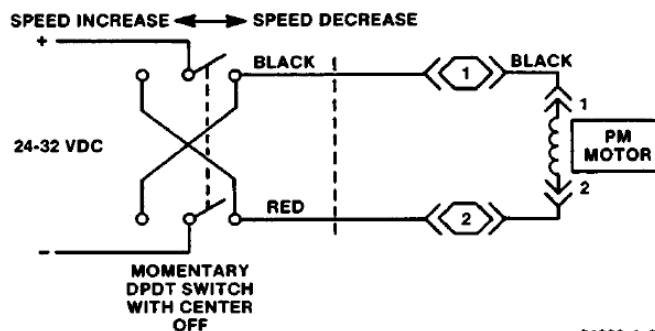 SPEED INCREASE SPEED DECREASE
+
BLACK
1
BLACK
1
24-32 VDC
PM
MOTOR
2
RED
2
-
MOMENTARY
DPDT SWITCH
WITH CENTER
OFF